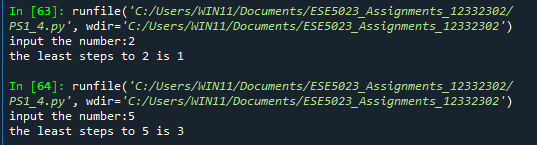 In [63]: runfile('C:/Users/WIN11/Documents/ESE5023_Assignments_12332302/
PS1_4.py', wdir='C:/Users/WIN11/Documents/ESE5023_Assignments_12332302')
input the number:2
the least steps to 2 is 1
In [64]: runfile('C:/Users/WIN11/Documents/ESE5023_Assignments_12332302/
PS1_4.py', wdir='C:/Users/WIN11/Documents/ESE5023_Assignments_12332302')
input the number:5
the least steps to 5 is 3